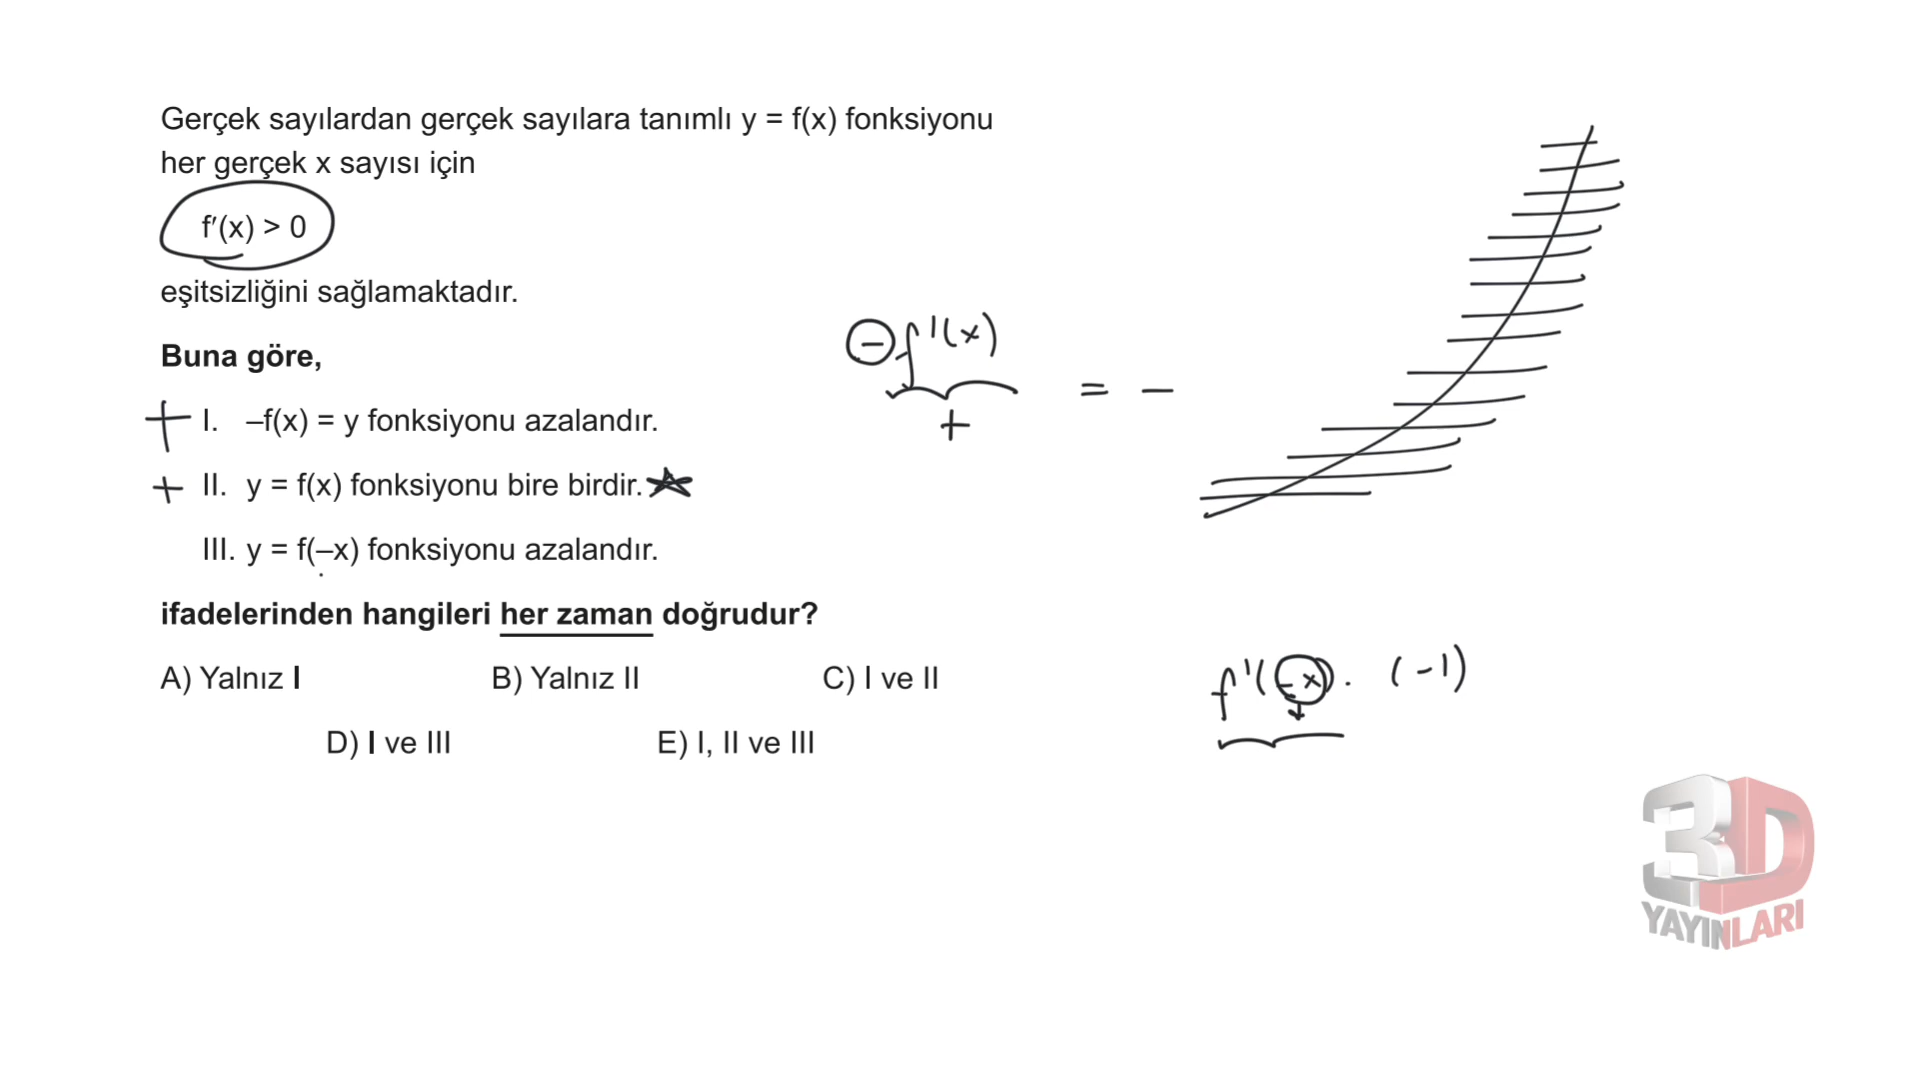 Gerçek sayılardan gerçek sayılara tanımlı y = f(x) fonksiyonu
her gerçek x sayısı için
f′(x) > 0
eşitsizliğini sağlamaktadır.
Buna göre,
+ I. –f(x) = y fonksiyonu azalandır.
+ II. y = f(x) fonksiyonu bire birdir.
III. y = f(–x) fonksiyonu azalandır.
ifadelerinden hangileri her zaman doğrudur?
A) Yalnız I B) Yalnız II C) I ve II
D) I ve III E) I, II ve III
- f'(x)
+
= -
f'(-x) . (-1)
3D
YAYINLARI